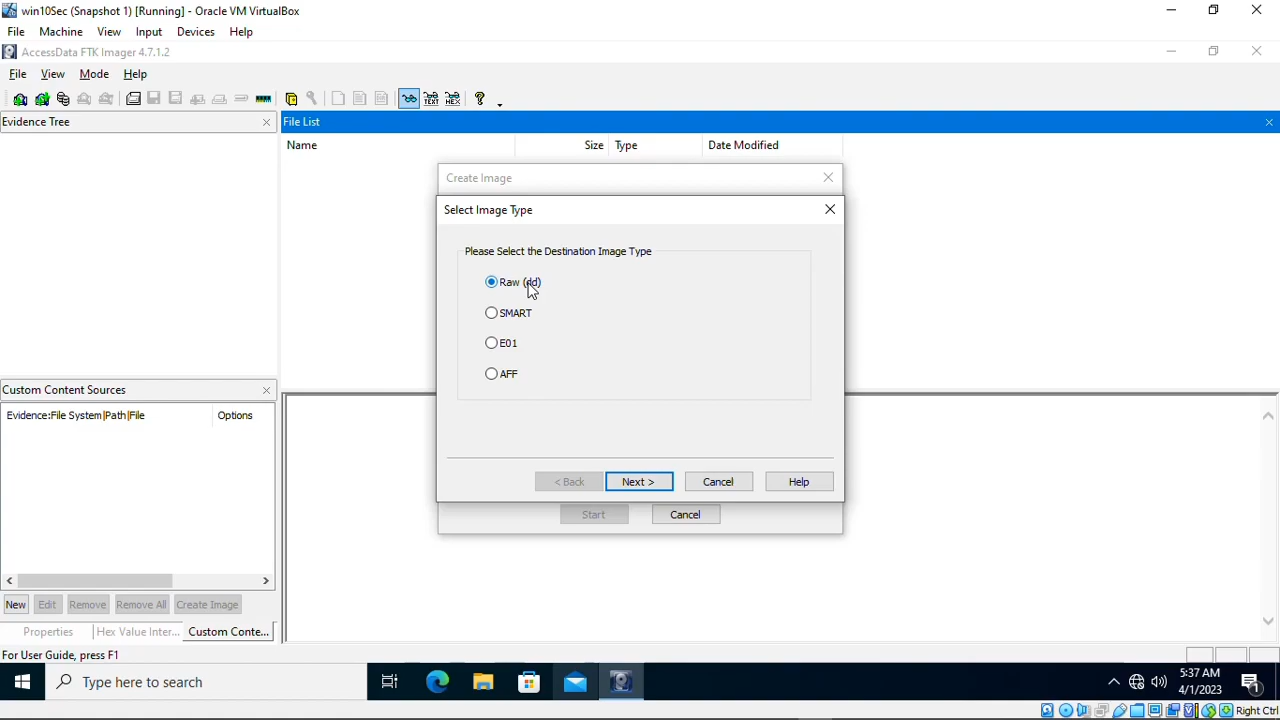 win10Sec (Snapshot 1) [Running] - Oracle VM VirtualBox
File Machine View Input Devices Help
AccessData FTK Imager 4.7.1.2
File View Mode Help
TEXT HEX ?
Evidence Tree
File List
Name Size Type Date Modified
Create Image
Select Image Type
Please Select the Destination Image Type
Raw (dd)
SMART
E01
AFF
< Back Next > Cancel Help
Start Cancel
Custom Content Sources
Evidence:File System|Path|File Options
New Edit Remove Remove All Create Image
Properties Hex Value Inter... Custom Conte...
For User Guide, press F1
Type here to search
5:37 AM
4/1/2023
1
Right Ctrl